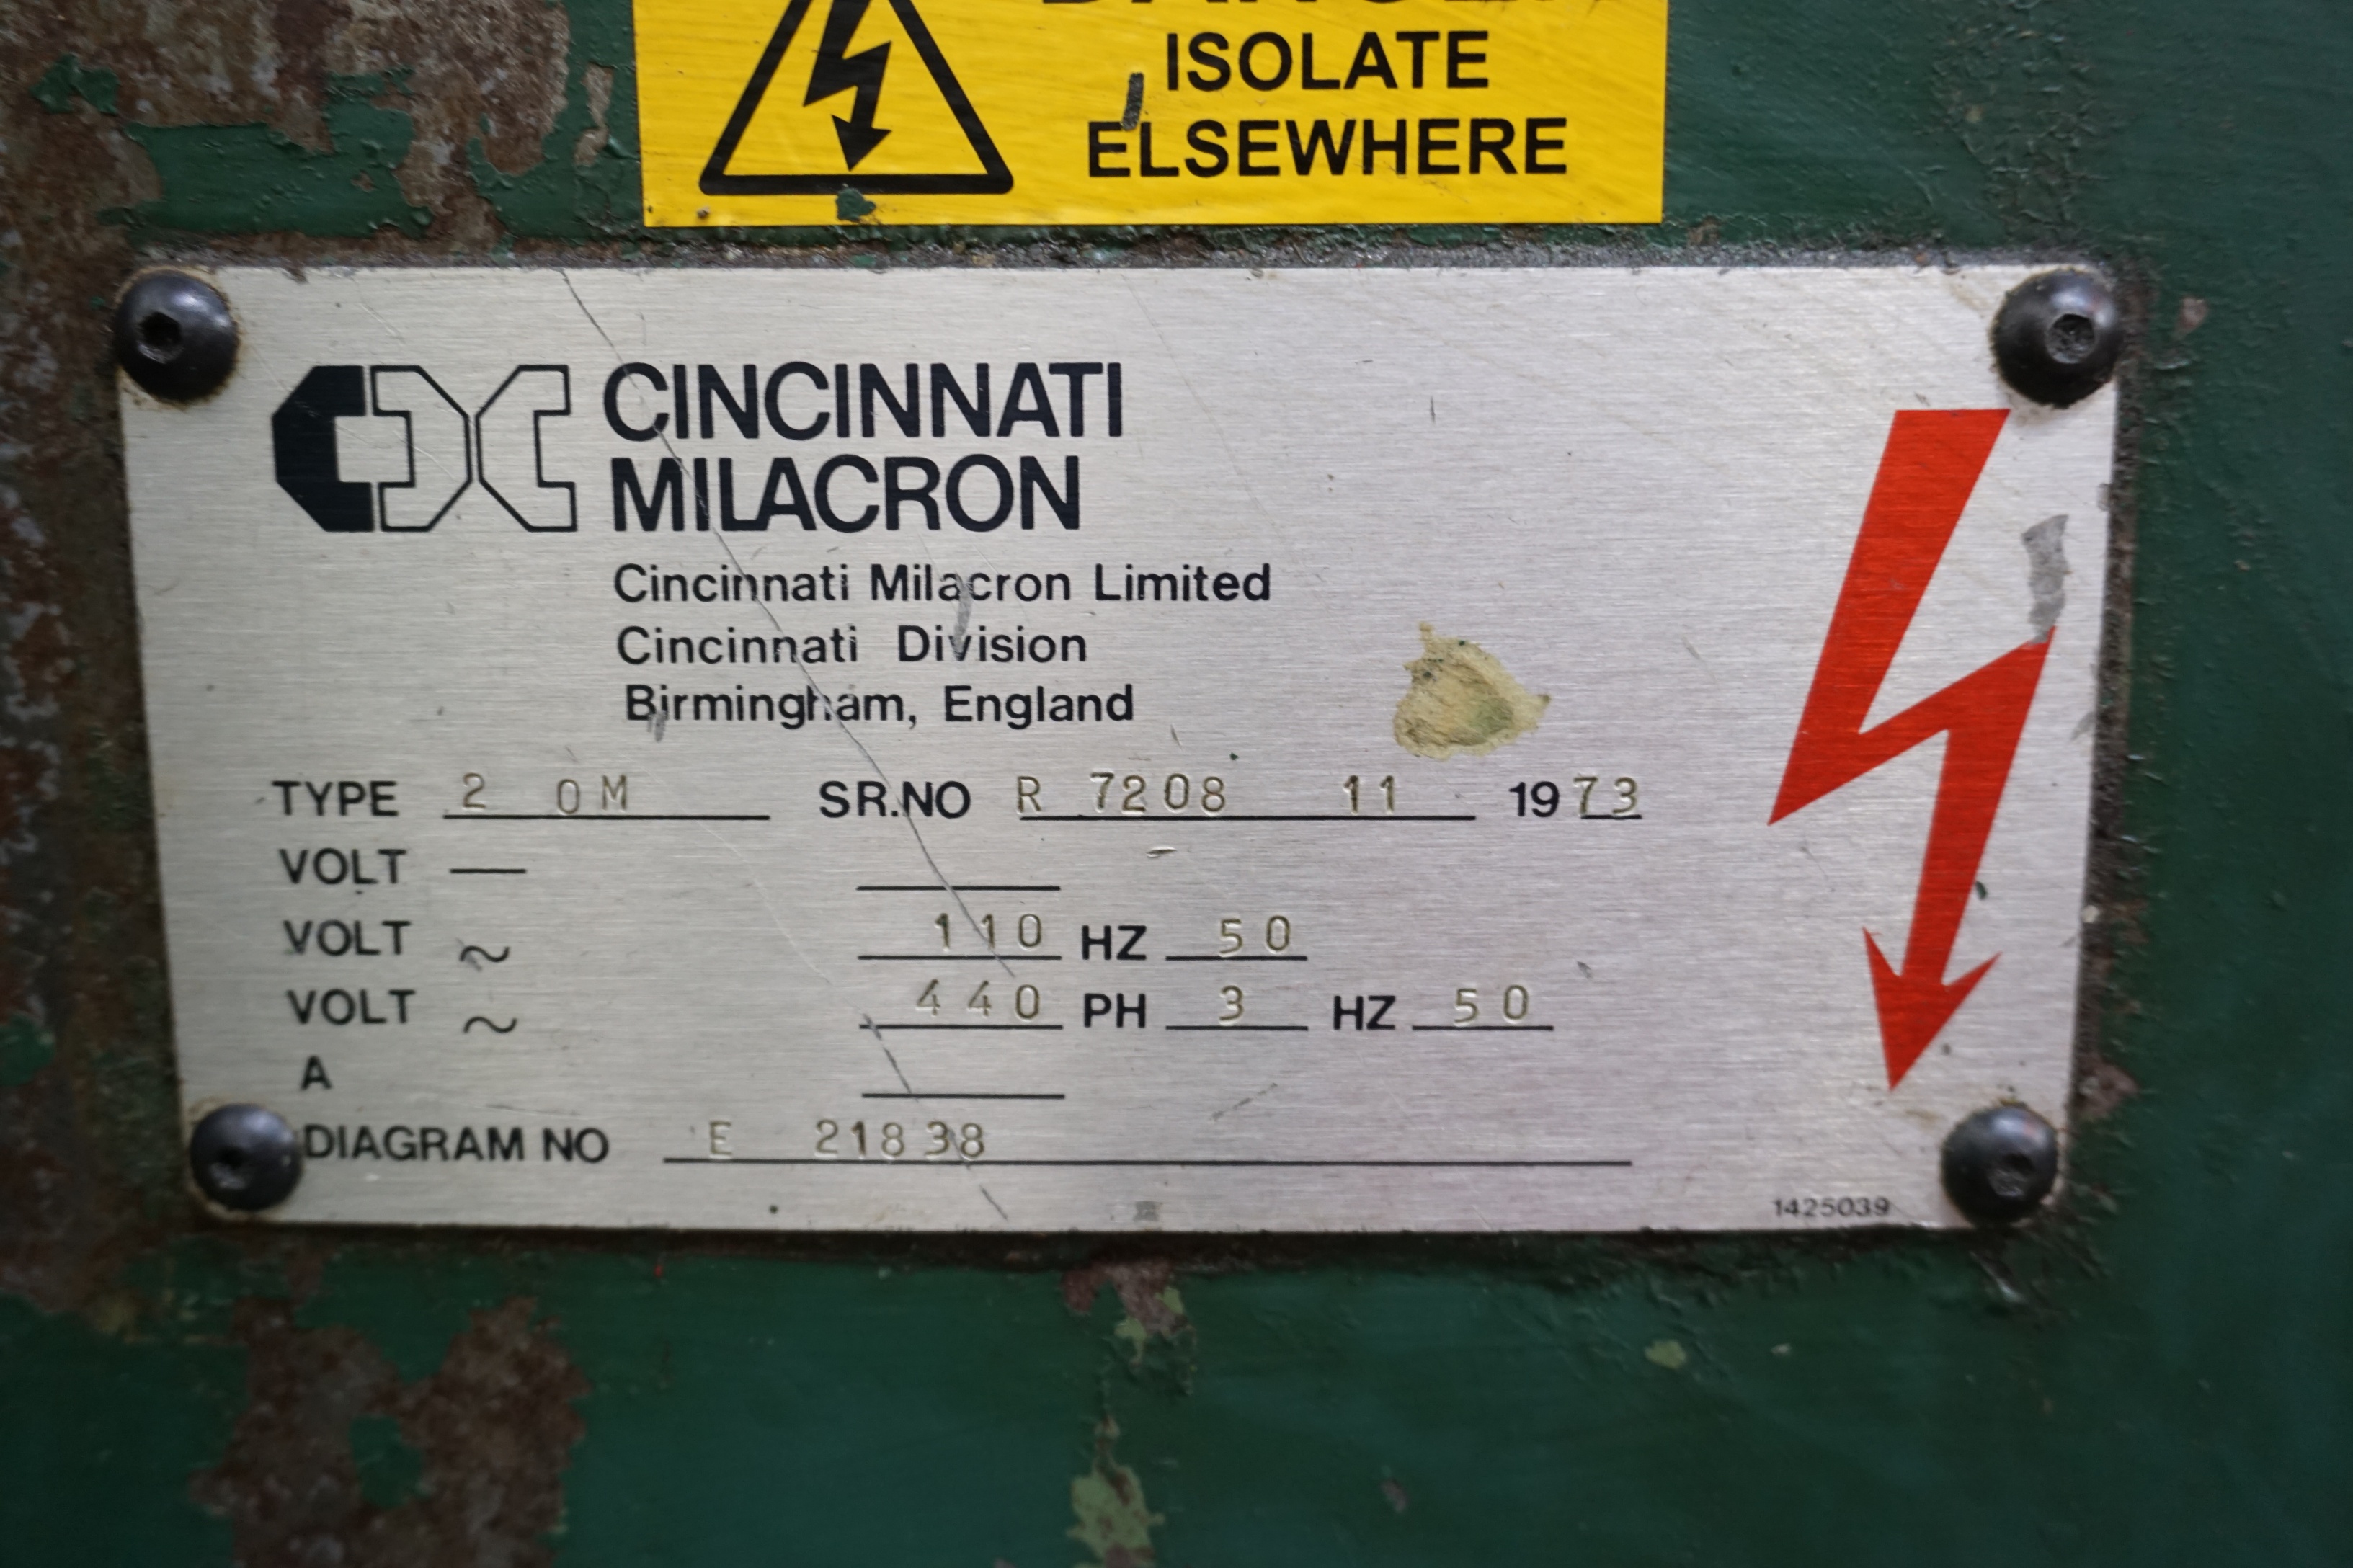 DANGER
ISOLATE
ELSEWHERE
CINCINNATI
MILACRON
Cincinnati Milacron Limited
Cincinnati Division
Birmingham, England
TYPE 2 0M SR.NO R 7208 11 1973
VOLT —
VOLT ~ 110 HZ 50
VOLT ~ 440 PH 3 HZ 50
A
DIAGRAM NO E 21838
1425039